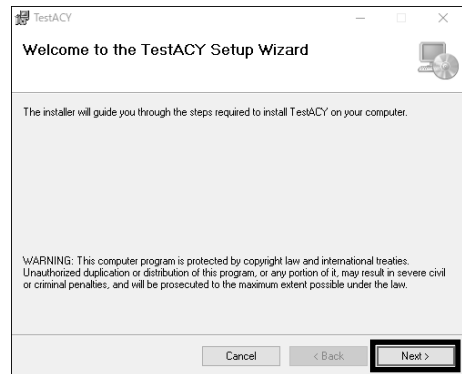 TestACY
Welcome to the TestACY Setup Wizard
The installer will guide you through the steps required to install TestACY on your computer.
WARNING: This computer program is protected by copyright law and international treaties.
Unauthorized duplication or distribution of this program, or any portion of it, may result in severe civil
or criminal penalties, and will be prosecuted to the maximum extent possible under the law.
Cancel
< Back
Next >